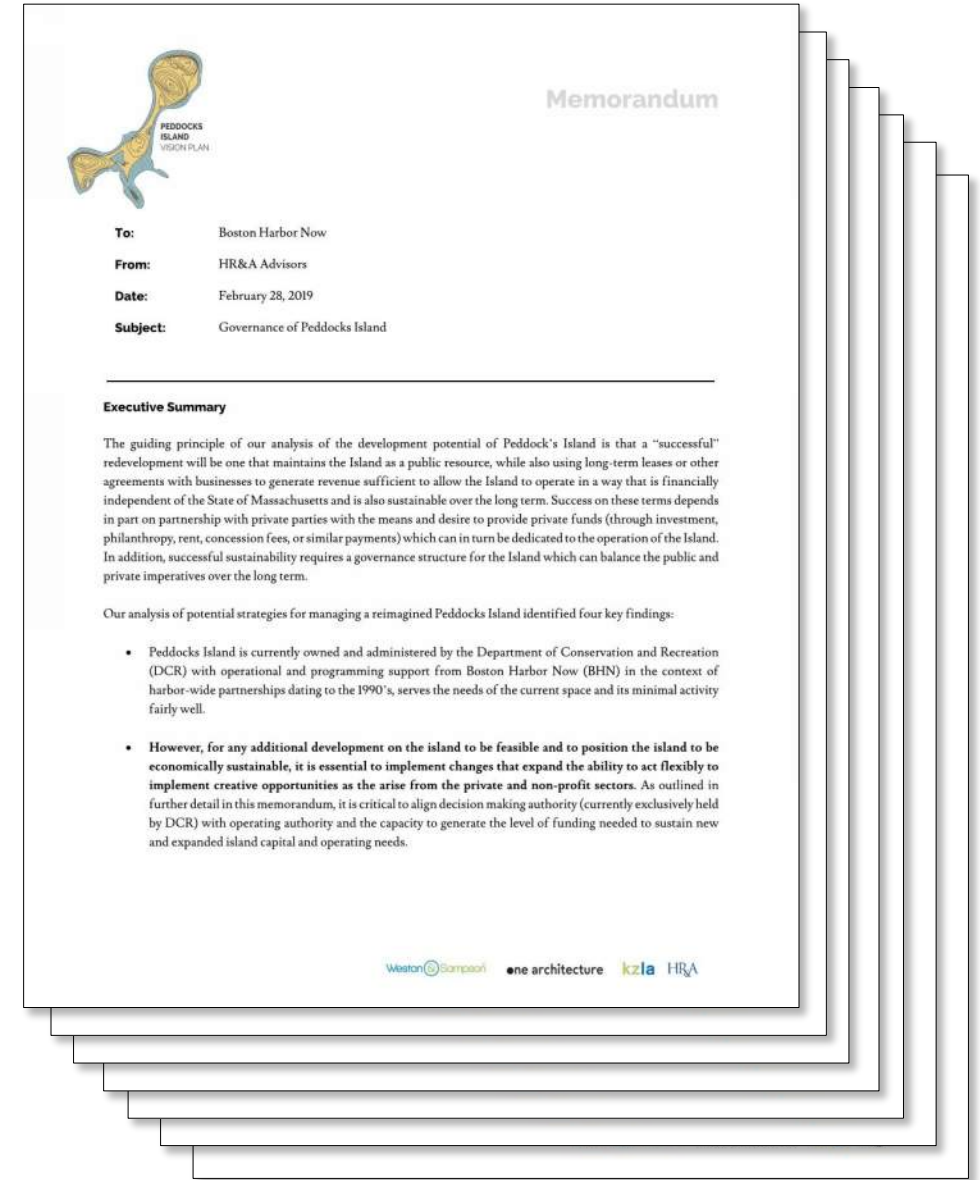 Memorandum
PEDDOCKS
ISLAND
VISION PLAN
To: Boston Harbor Now
From: HR&A Advisors
Date: February 28, 2019
Subject: Governance of Peddocks Island
Executive Summary
The guiding principle of our analysis of the development potential of Peddock's Island is that a "successful"
redevelopment will be one that maintains the Island as a public resource, while also using long-term leases or other
agreements with businesses to generate revenue sufficient to allow the Island to operate in a way that is financially
independent of the State of Massachusetts and is also sustainable over the long term. Success on these terms depends
in part on partnership with private parties with the means and desire to provide private funds (through investment,
philanthropy, rent, concession fees, or similar payments) which can in turn be dedicated to the operation of the Island.
In addition, successful sustainability requires a governance structure for the Island which can balance the public and
private imperatives over the long term.
Our analysis of potential strategies for managing a reimagined Peddocks Island identified four key findings:
• Peddocks Island is currently owned and administered by the Department of Conservation and Recreation
(DCR) with operational and programming support from Boston Harbor Now (BHN) in the context of
harbor-wide partnerships dating to the 1990's, serves the needs of the current space and its minimal activity
fairly well.
• However, for any additional development on the island to be feasible and to position the island to be
economically sustainable, it is essential to implement changes that expand the ability to act flexibly to
implement creative opportunities as the arise from the private and non-profit sectors. As outlined in
further detail in this memorandum, it is critical to align decision making authority (currently exclusively held
by DCR) with operating authority and the capacity to generate the level of funding needed to sustain new
and expanded island capital and operating needs.
Weston & Sampson one architecture kzla HR&A